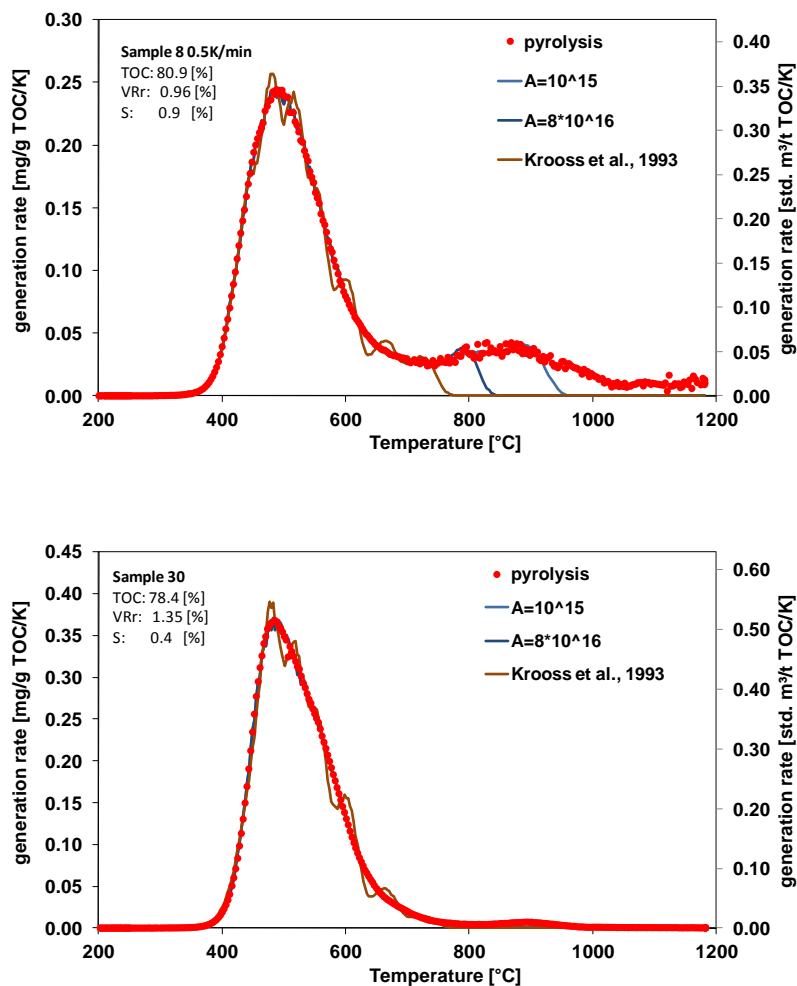 Sample 8 0.5K/min
TOC: 80.9 [%]
VRr: 0.96 [%]
S: 0.9 [%]
pyrolysis
A=10^15
A=8*10^16
Krooss et al., 1993
generation rate [mg/g TOC/K]
0.30
0.25
0.20
0.15
0.10
0.05
0.00
generation rate [std. m³/t TOC/K]
0.40
0.35
0.30
0.25
0.20
0.15
0.10
0.05
0.00
200 400 600 800 1000 1200
Temperature [°C]
Sample 30
TOC: 78.4 [%]
VRr: 1.35 [%]
S: 0.4 [%]
pyrolysis
A=10^15
A=8*10^16
Krooss et al., 1993
generation rate [mg/g TOC/K]
0.45
0.40
0.35
0.30
0.25
0.20
0.15
0.10
0.05
0.00
generation rate [std. m³/t TOC/K]
0.60
0.50
0.40
0.30
0.20
0.10
0.00
200 400 600 800 1000 1200
Temperature [°C]